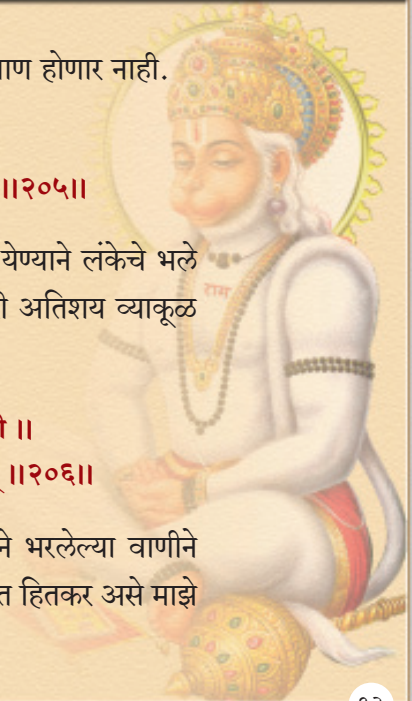 होणार नाही.
॥२०५॥
येण्याने लंकेचे भले
अतिशय व्याकूळ
॥
॥२०६॥
भरलेल्या वाणीने
हितकर असे माझे
राम